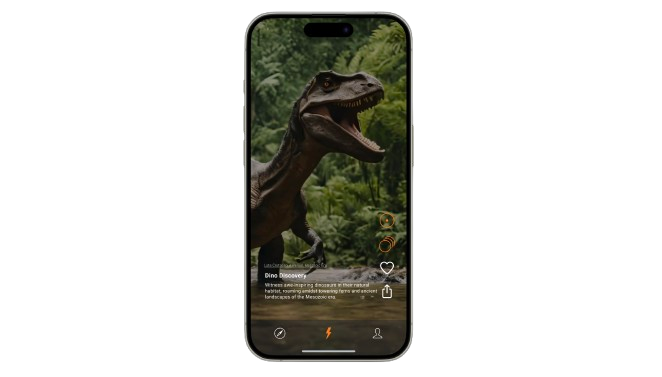 Dino Discovery
Witness awe-inspiring dinosaurs in their natural
habitat, roaming amidst towering ferns and ancient
landscapes of the Mesozoic era.